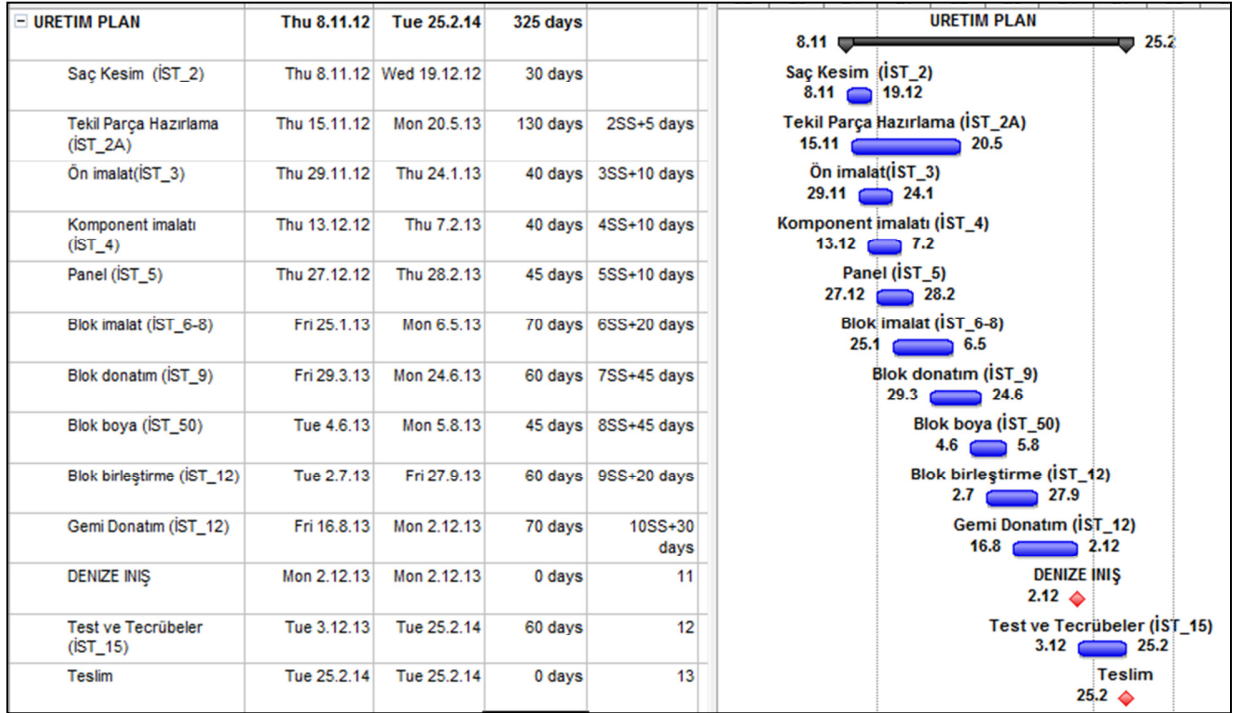 URETIM PLAN Thu 8.11.12 Tue 25.2.14 325 days
Saç Kesim (İST_2) Thu 8.11.12 Wed 19.12.12 30 days
Tekil Parça Hazırlama Thu 15.11.12 Mon 20.5.13 130 days 2SS+5 days
(İST_2A)
Ön imalat(İST_3) Thu 29.11.12 Thu 24.1.13 40 days 3SS+10 days
Komponent imalatı Thu 13.12.12 Thu 7.2.13 40 days 4SS+10 days
(İST_4)
Panel (İST_5) Thu 27.12.12 Thu 28.2.13 45 days 5SS+10 days
Blok imalat (İST_6-8) Fri 25.1.13 Mon 6.5.13 70 days 6SS+20 days
Blok donatım (İST_9) Fri 29.3.13 Mon 24.6.13 60 days 7SS+45 days
Blok boya (İST_50) Tue 4.6.13 Mon 5.8.13 45 days 8SS+45 days
Blok birleştirme (İST_12) Tue 2.7.13 Fri 27.9.13 60 days 9SS+20 days
Gemi Donatım (İST_12) Fri 16.8.13 Mon 2.12.13 70 days 10SS+30
days
DENIZE INIŞ Mon 2.12.13 Mon 2.12.13 0 days 11
Test ve Tecrübeler Tue 3.12.13 Tue 25.2.14 60 days 12
(İST_15)
Teslim Tue 25.2.14 Tue 25.2.14 0 days 13
URETIM PLAN
8.11 25.2
Saç Kesim (İST_2)
8.11 19.12
Tekil Parça Hazırlama (İST_2A)
15.11 20.5
Ön imalat(İST_3)
29.11 24.1
Komponent imalatı (İST_4)
13.12 7.2
Panel (İST_5)
27.12 28.2
Blok imalat (İST_6-8)
25.1 6.5
Blok donatım (İST_9)
29.3 24.6
Blok boya (İST_50)
4.6 5.8
Blok birleştirme (İST_12)
2.7 27.9
Gemi Donatım (İST_12)
16.8 2.12
DENIZE INIŞ
2.12
Test ve Tecrübeler (İST_15)
3.12 25.2
Teslim
25.2